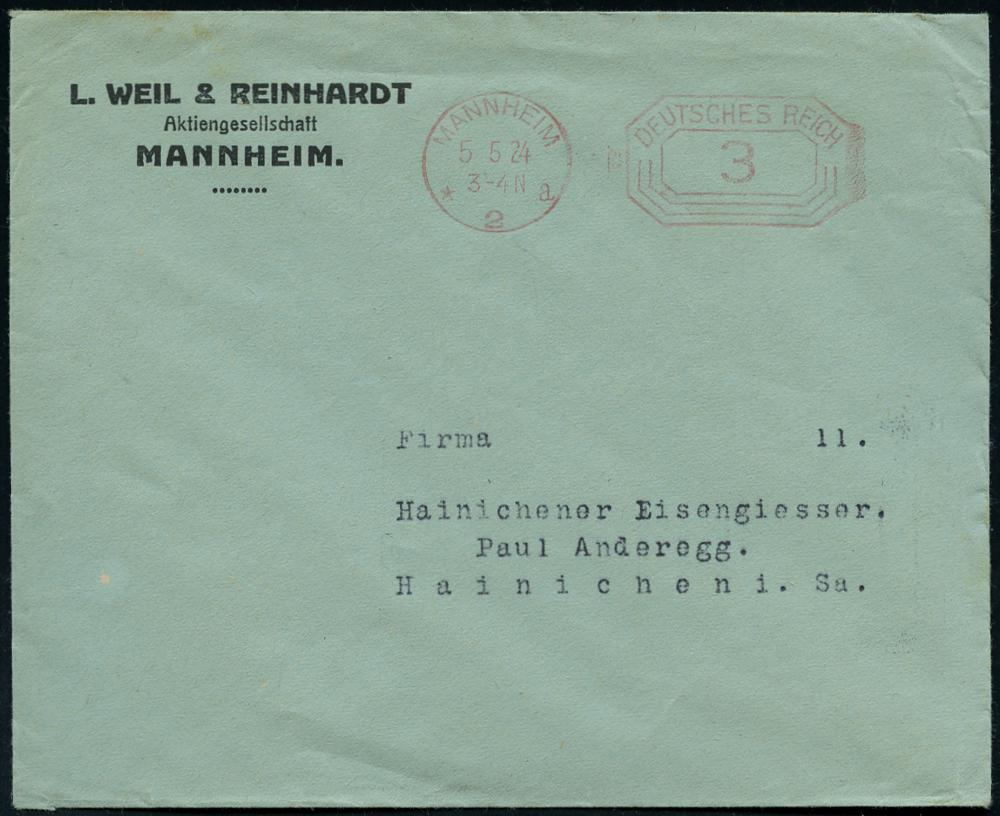 L. WEIL & REINHARDT
Aktiengesellschaft
MANNHEIM.
MANNHEIM
5 5 24
3-4 N
* a
2
DEUTSCHES REICH
3
Firma 11.
Hainichener Eisengiesser.
Paul Anderegg.
H a i n i c h e n i. Sa.